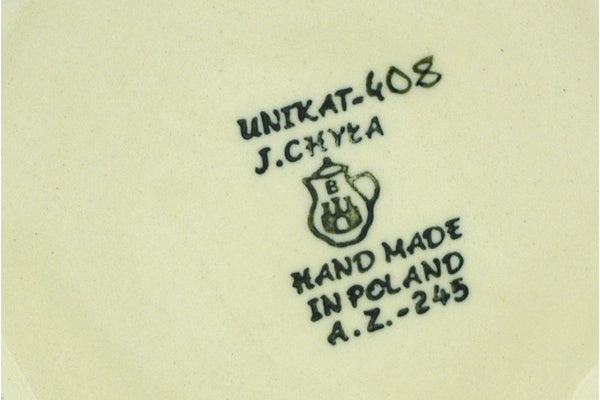 UNIKAT-408
J.CHYŁA
B
HAND MADE
IN POLAND
A.Z.-245